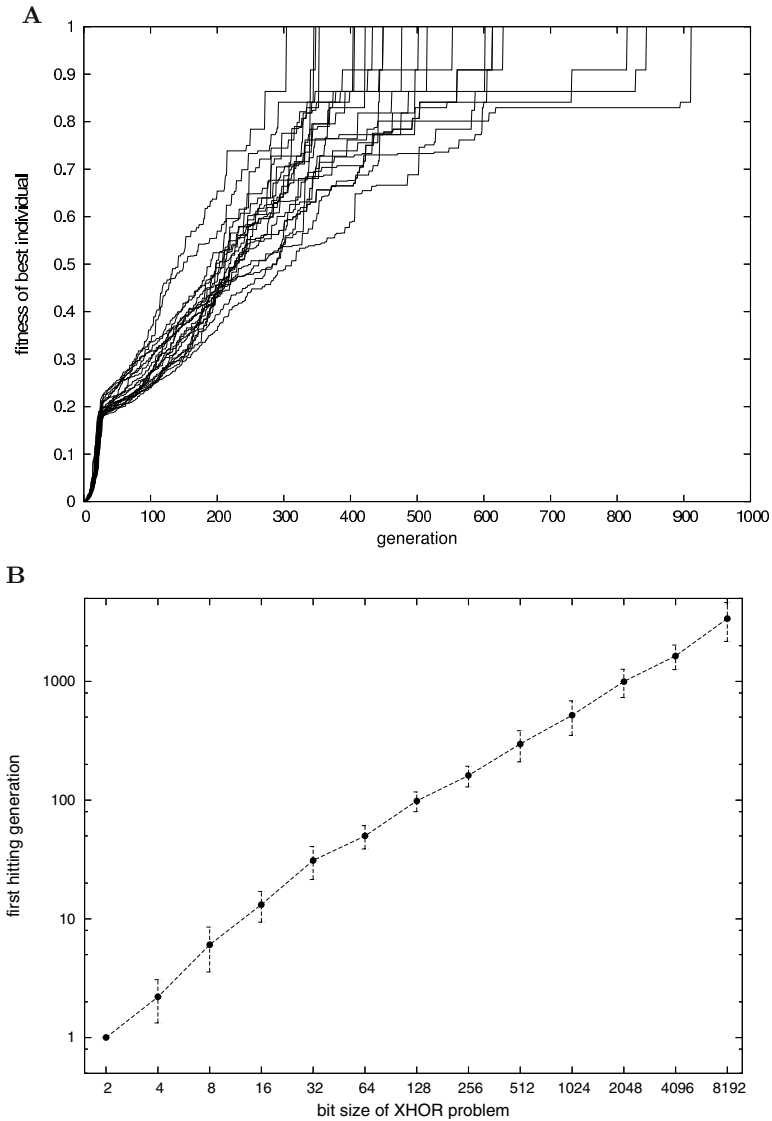 A
1
0.9
0.8
0.7
0.6
0.5
0.4
0.3
0.2
0.1
0
fitness of best individual
0 100 200 300 400 500 600 700 800 900 1000
generation
B
1000
100
10
1
first hitting generation
2 4 8 16 32 64 128 256 512 1024 2048 4096 8192
bit size of XHOR problem